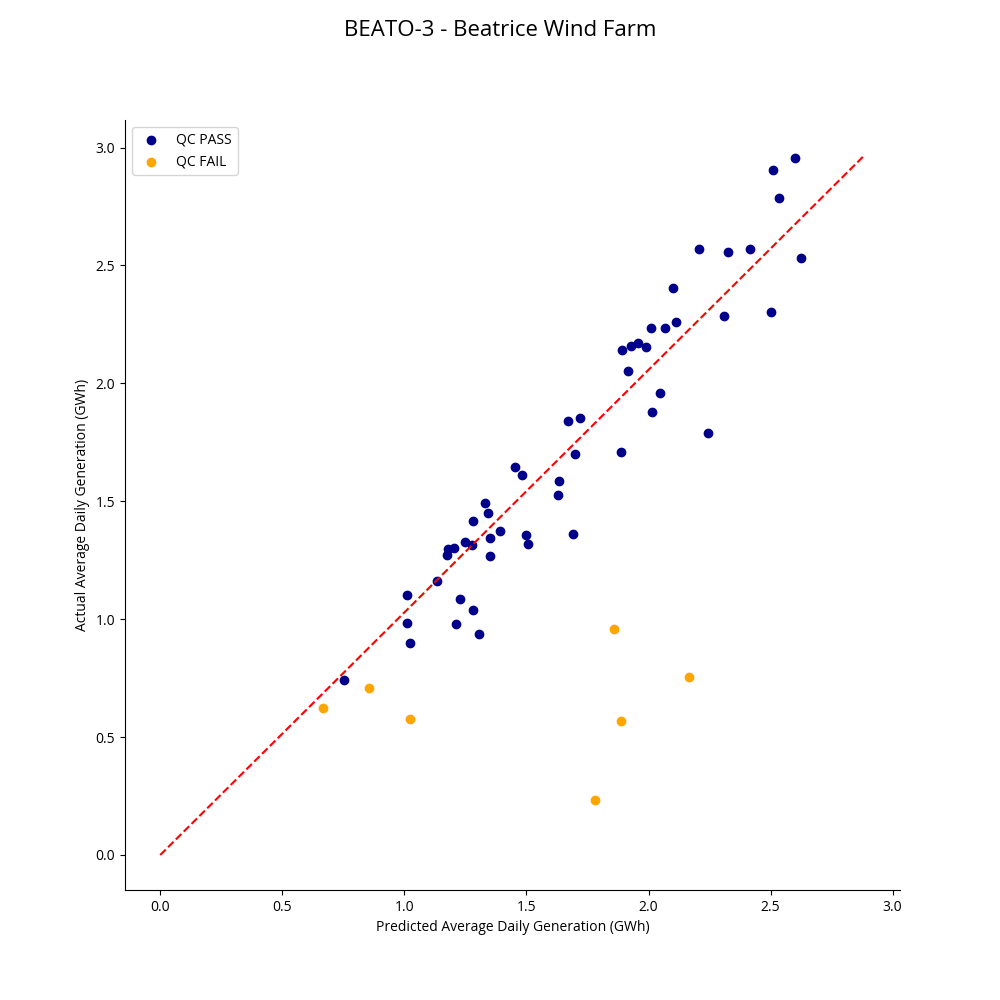 BEATO-3 - Beatrice Wind Farm
QC PASS
QC FAIL
Actual Average Daily Generation (GWh)
3.0
2.5
2.0
1.5
1.0
0.5
0.0
0.0 0.5 1.0 1.5 2.0 2.5 3.0
Predicted Average Daily Generation (GWh)